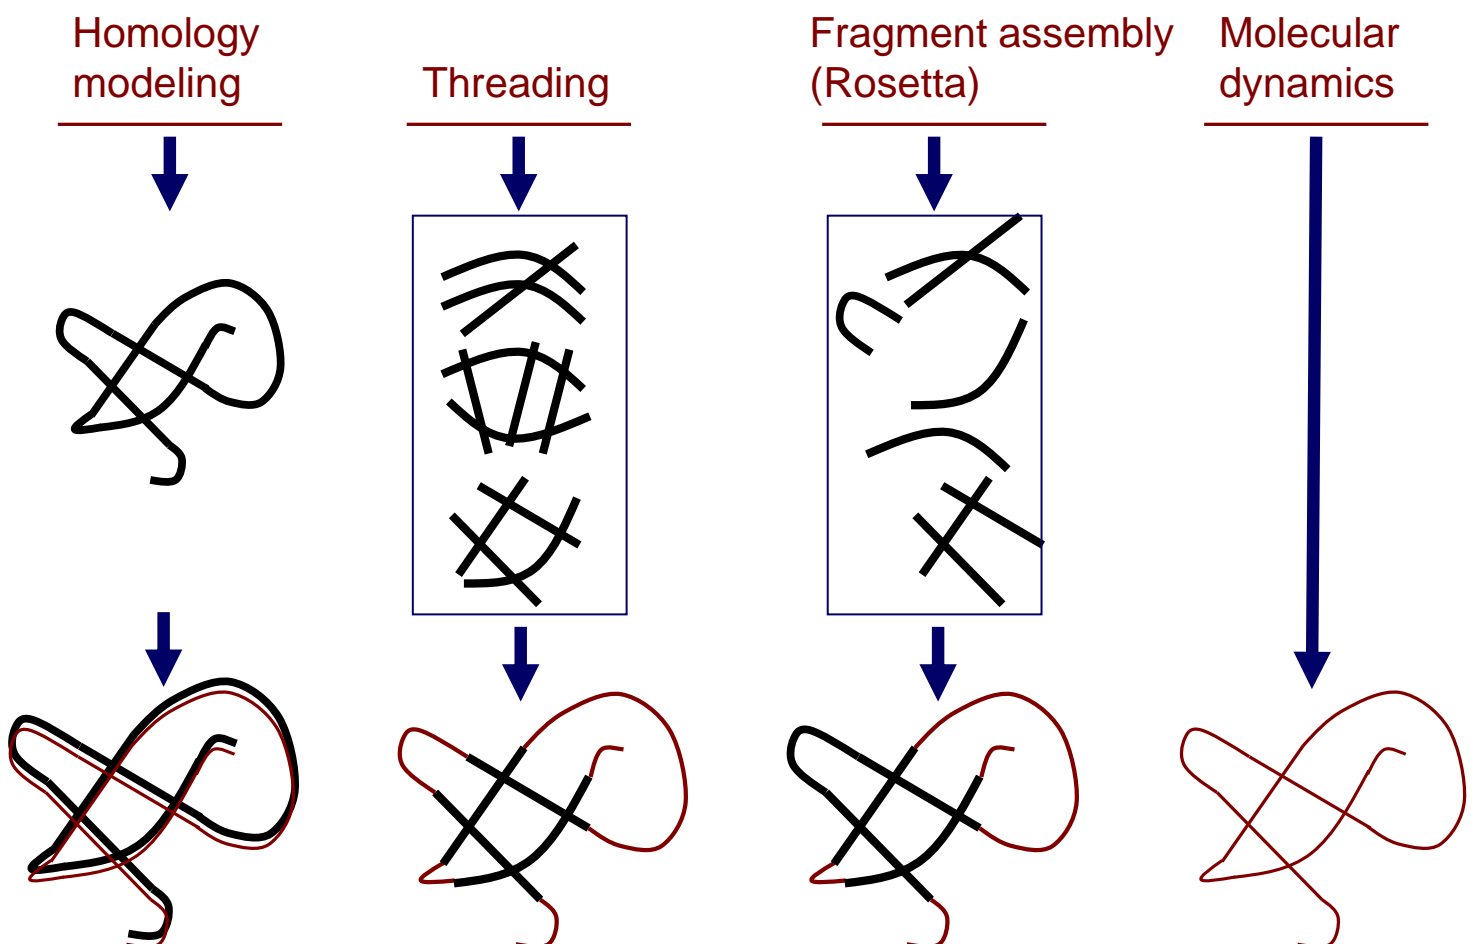 Homology
modeling
Threading
Fragment assembly
(Rosetta)
Molecular
dynamics